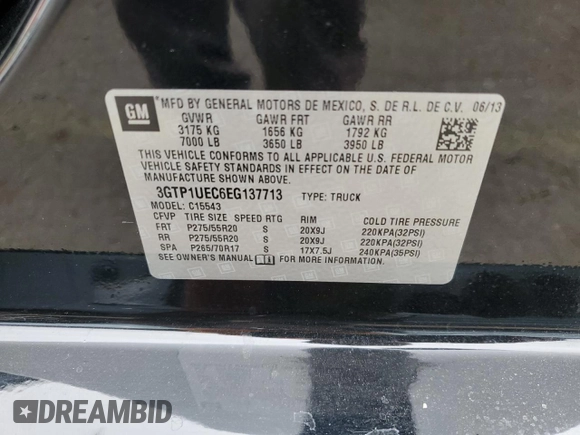 GM
MFD BY GENERAL MOTORS DE MEXICO, S. DE R.L. DE C.V. 06/13
GVWR GAWR FRT GAWR RR
3175 KG 1656 KG 1792 KG
7000 LB 3650 LB 3950 LB
THIS VEHICLE CONFORMS TO ALL APPLICABLE U.S. FEDERAL MOTOR
VEHICLE SAFETY STANDARDS IN EFFECT ON THE DATE OF
MANUFACTURE SHOWN ABOVE.
3GTP1UEC6EG137713 TYPE: TRUCK
MODEL: C15543
CFVP TIRE SIZE SPEED RTG RIM COLD TIRE PRESSURE
FRT P275/55R20 S 20X9J 220KPA(32PSI)
RR P275/55R20 S 20X9J 220KPA(32PSI)
SPA P265/70R17 S 17X7.5J 240KPA(35PSI)
SEE OWNER'S MANUAL FOR MORE INFORMATION.
DREAMBID